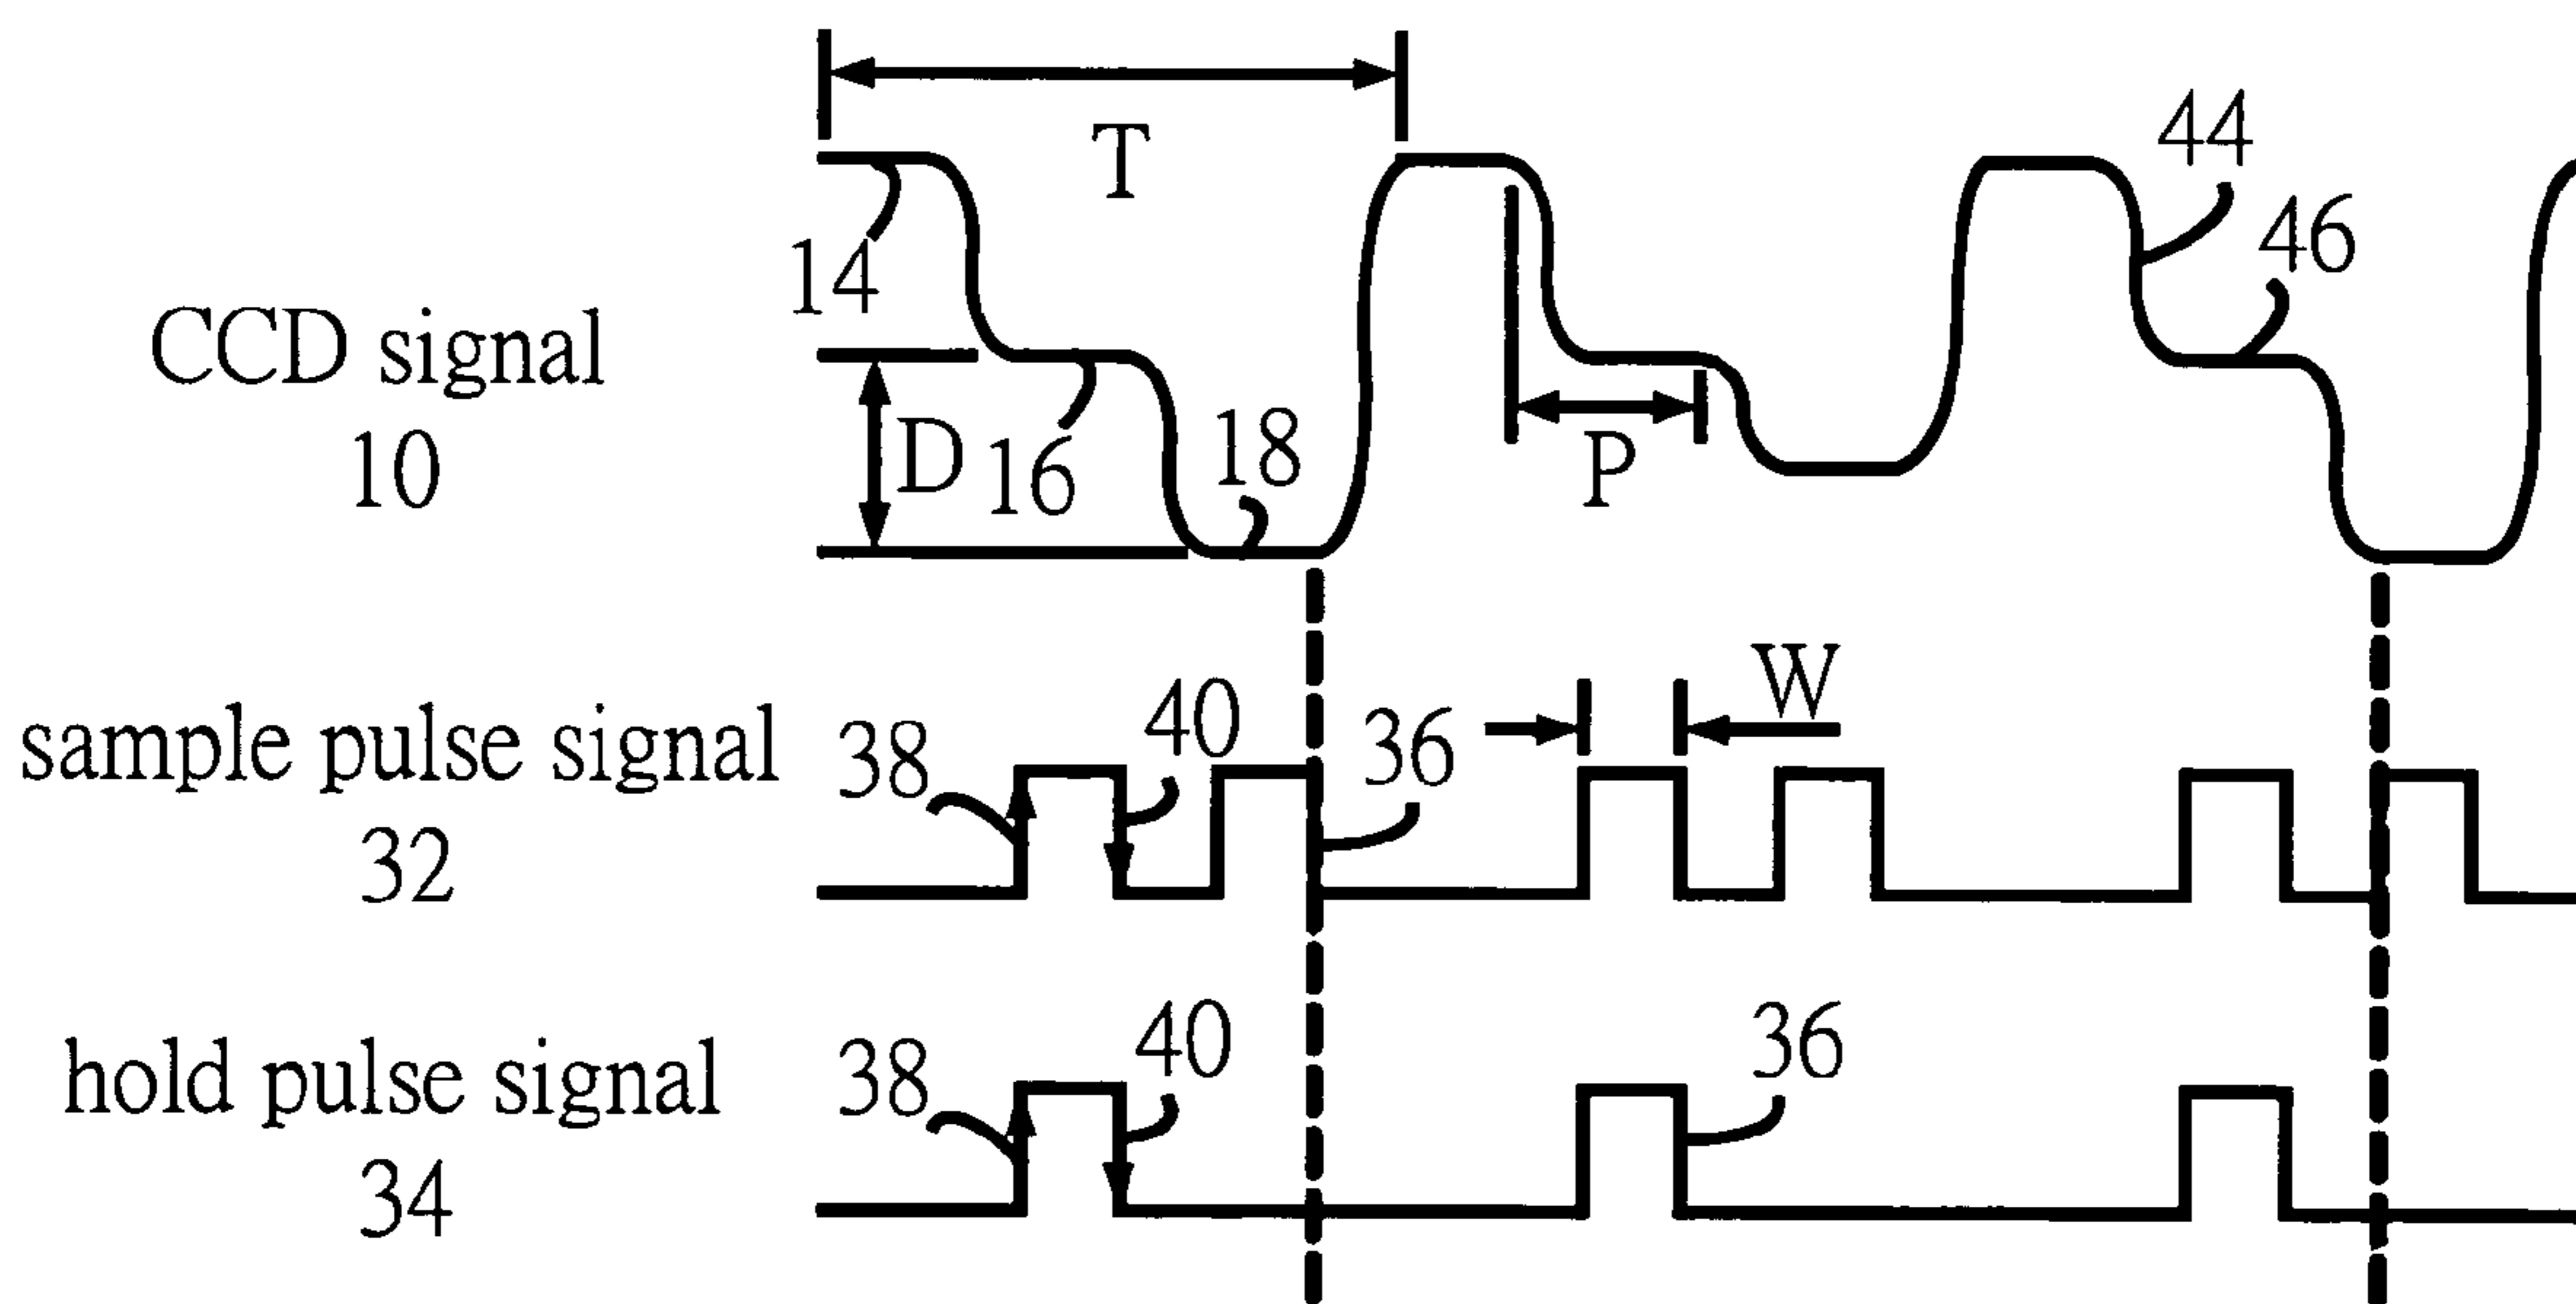 T
44
46
14
CCD signal
10
D
16
18
P
W
sample pulse signal
32
38
40
36
hold pulse signal
34
38
40
36